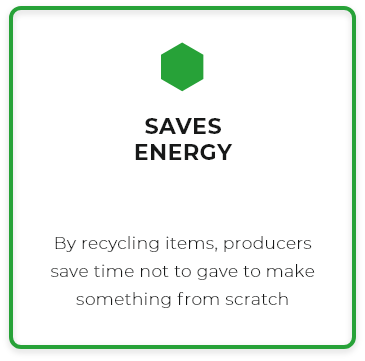 SAVES
ENERGY
By recycling items, producers
save time not to gave to make
something from scratch